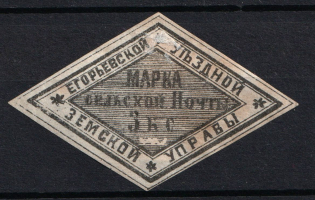 ЕГОРЬЕВСКОЙ УѢЗДНОЙ
МАРКА
СЕЛЬСКОЙ ПОЧТЫ
3 к с
ЗЕМСКОЙ УПРАВЫ